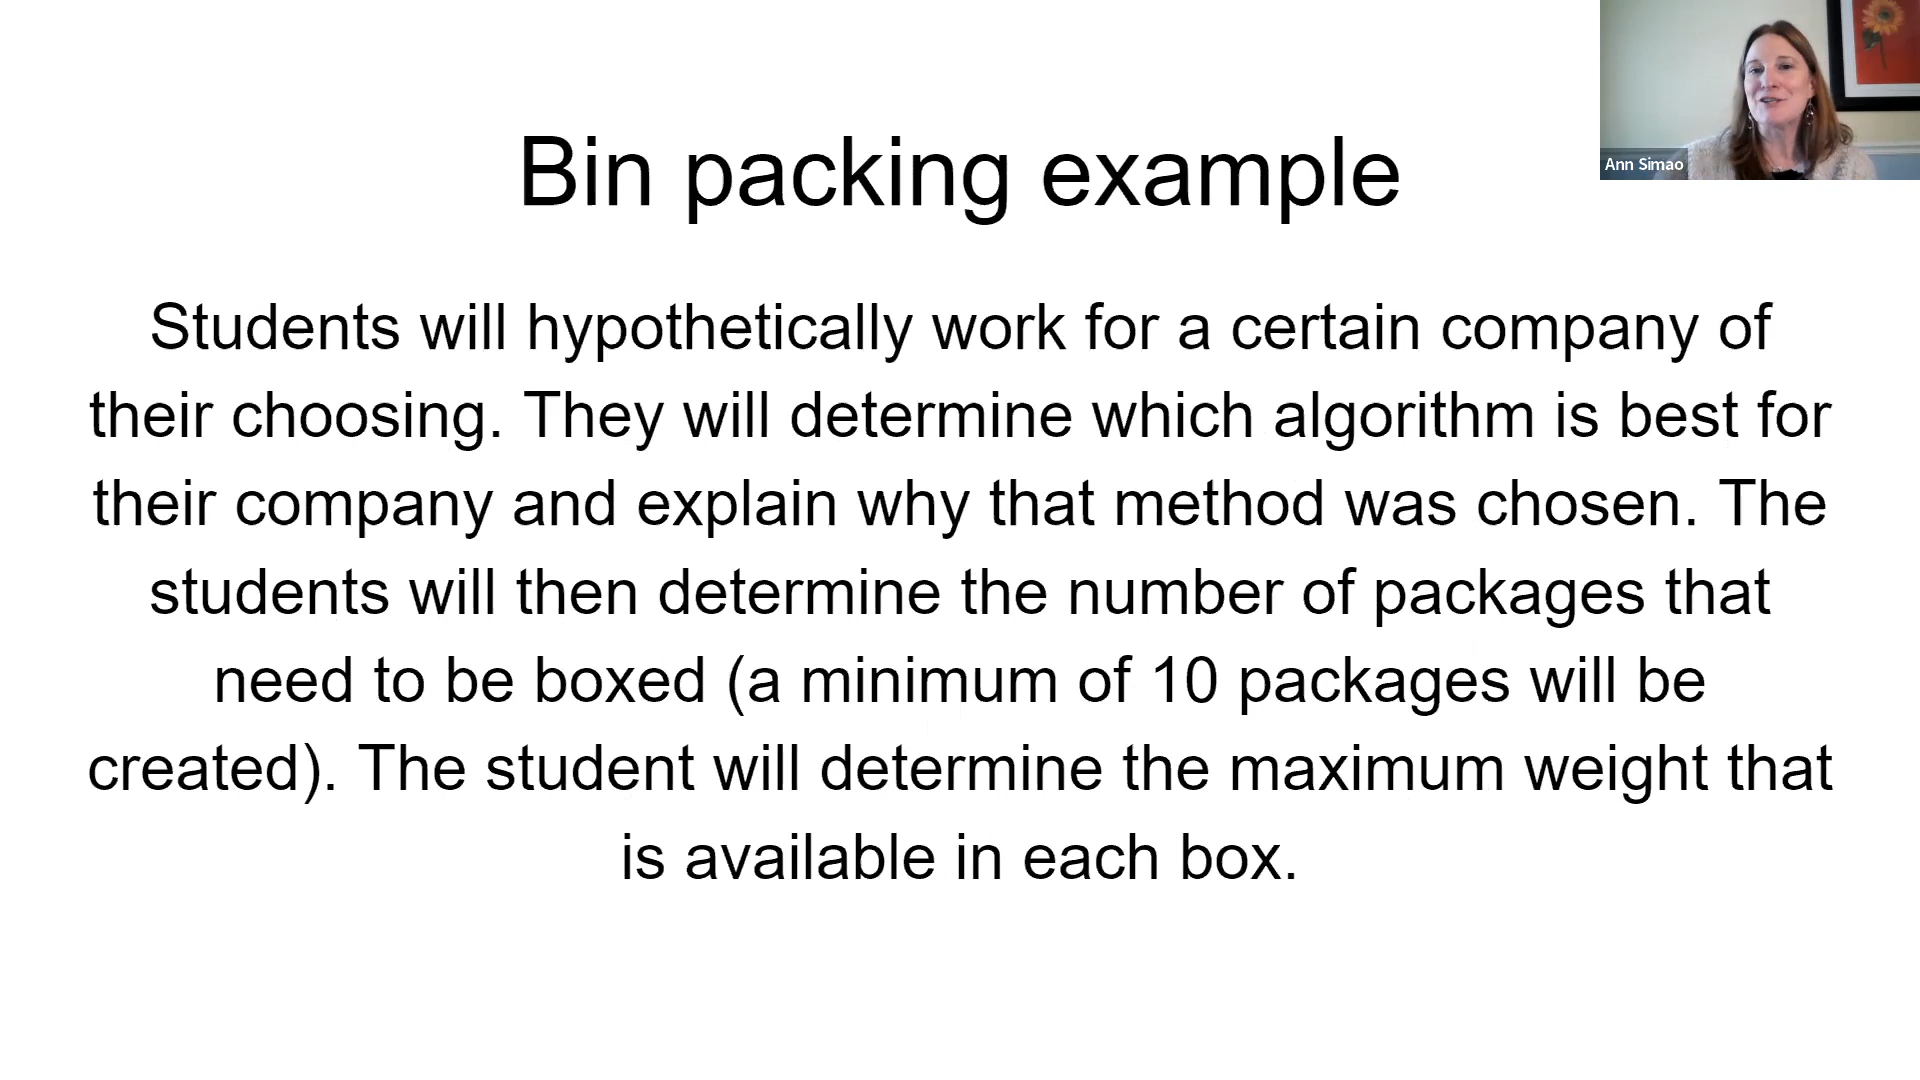 Bin packing example
Ann Simao
Students will hypothetically work for a certain company of
their choosing. They will determine which algorithm is best for
their company and explain why that method was chosen. The
students will then determine the number of packages that
need to be boxed (a minimum of 10 packages will be
created). The student will determine the maximum weight that
is available in each box.